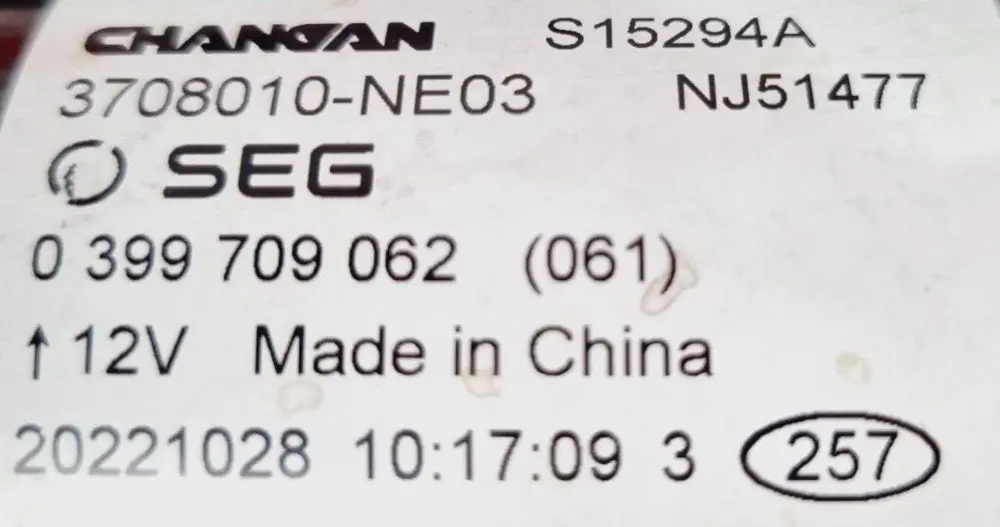 CHANGAN S15294A
3708010-NE03 NJ51477
SEG
0 399 709 062 (061)
↑ 12V Made in China
20221028 10:17:09 3 257